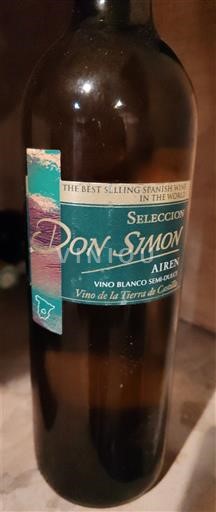 THE BEST SELLING SPANISH WINE
IN THE WORLD
SELECCION
DON SIMON
VINIOU
AIREN
VINO BLANCO SEMI-DULCE
Vino de la Tierra de Castilla